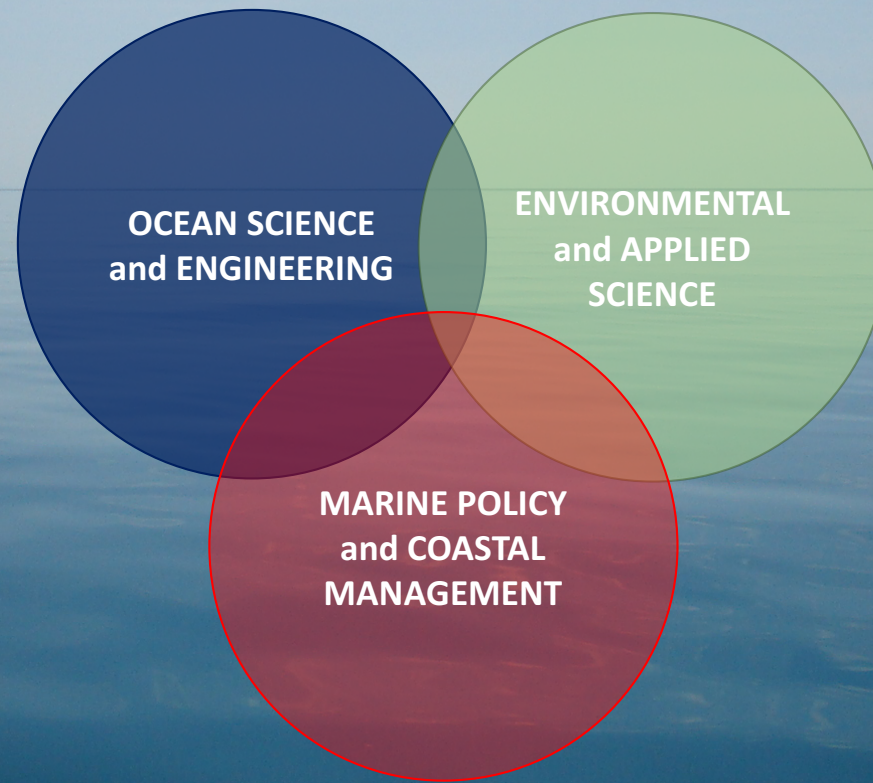 OCEAN SCIENCE
and ENGINEERING
ENVIRONMENTAL
and APPLIED
SCIENCE
MARINE POLICY
and COASTAL
MANAGEMENT